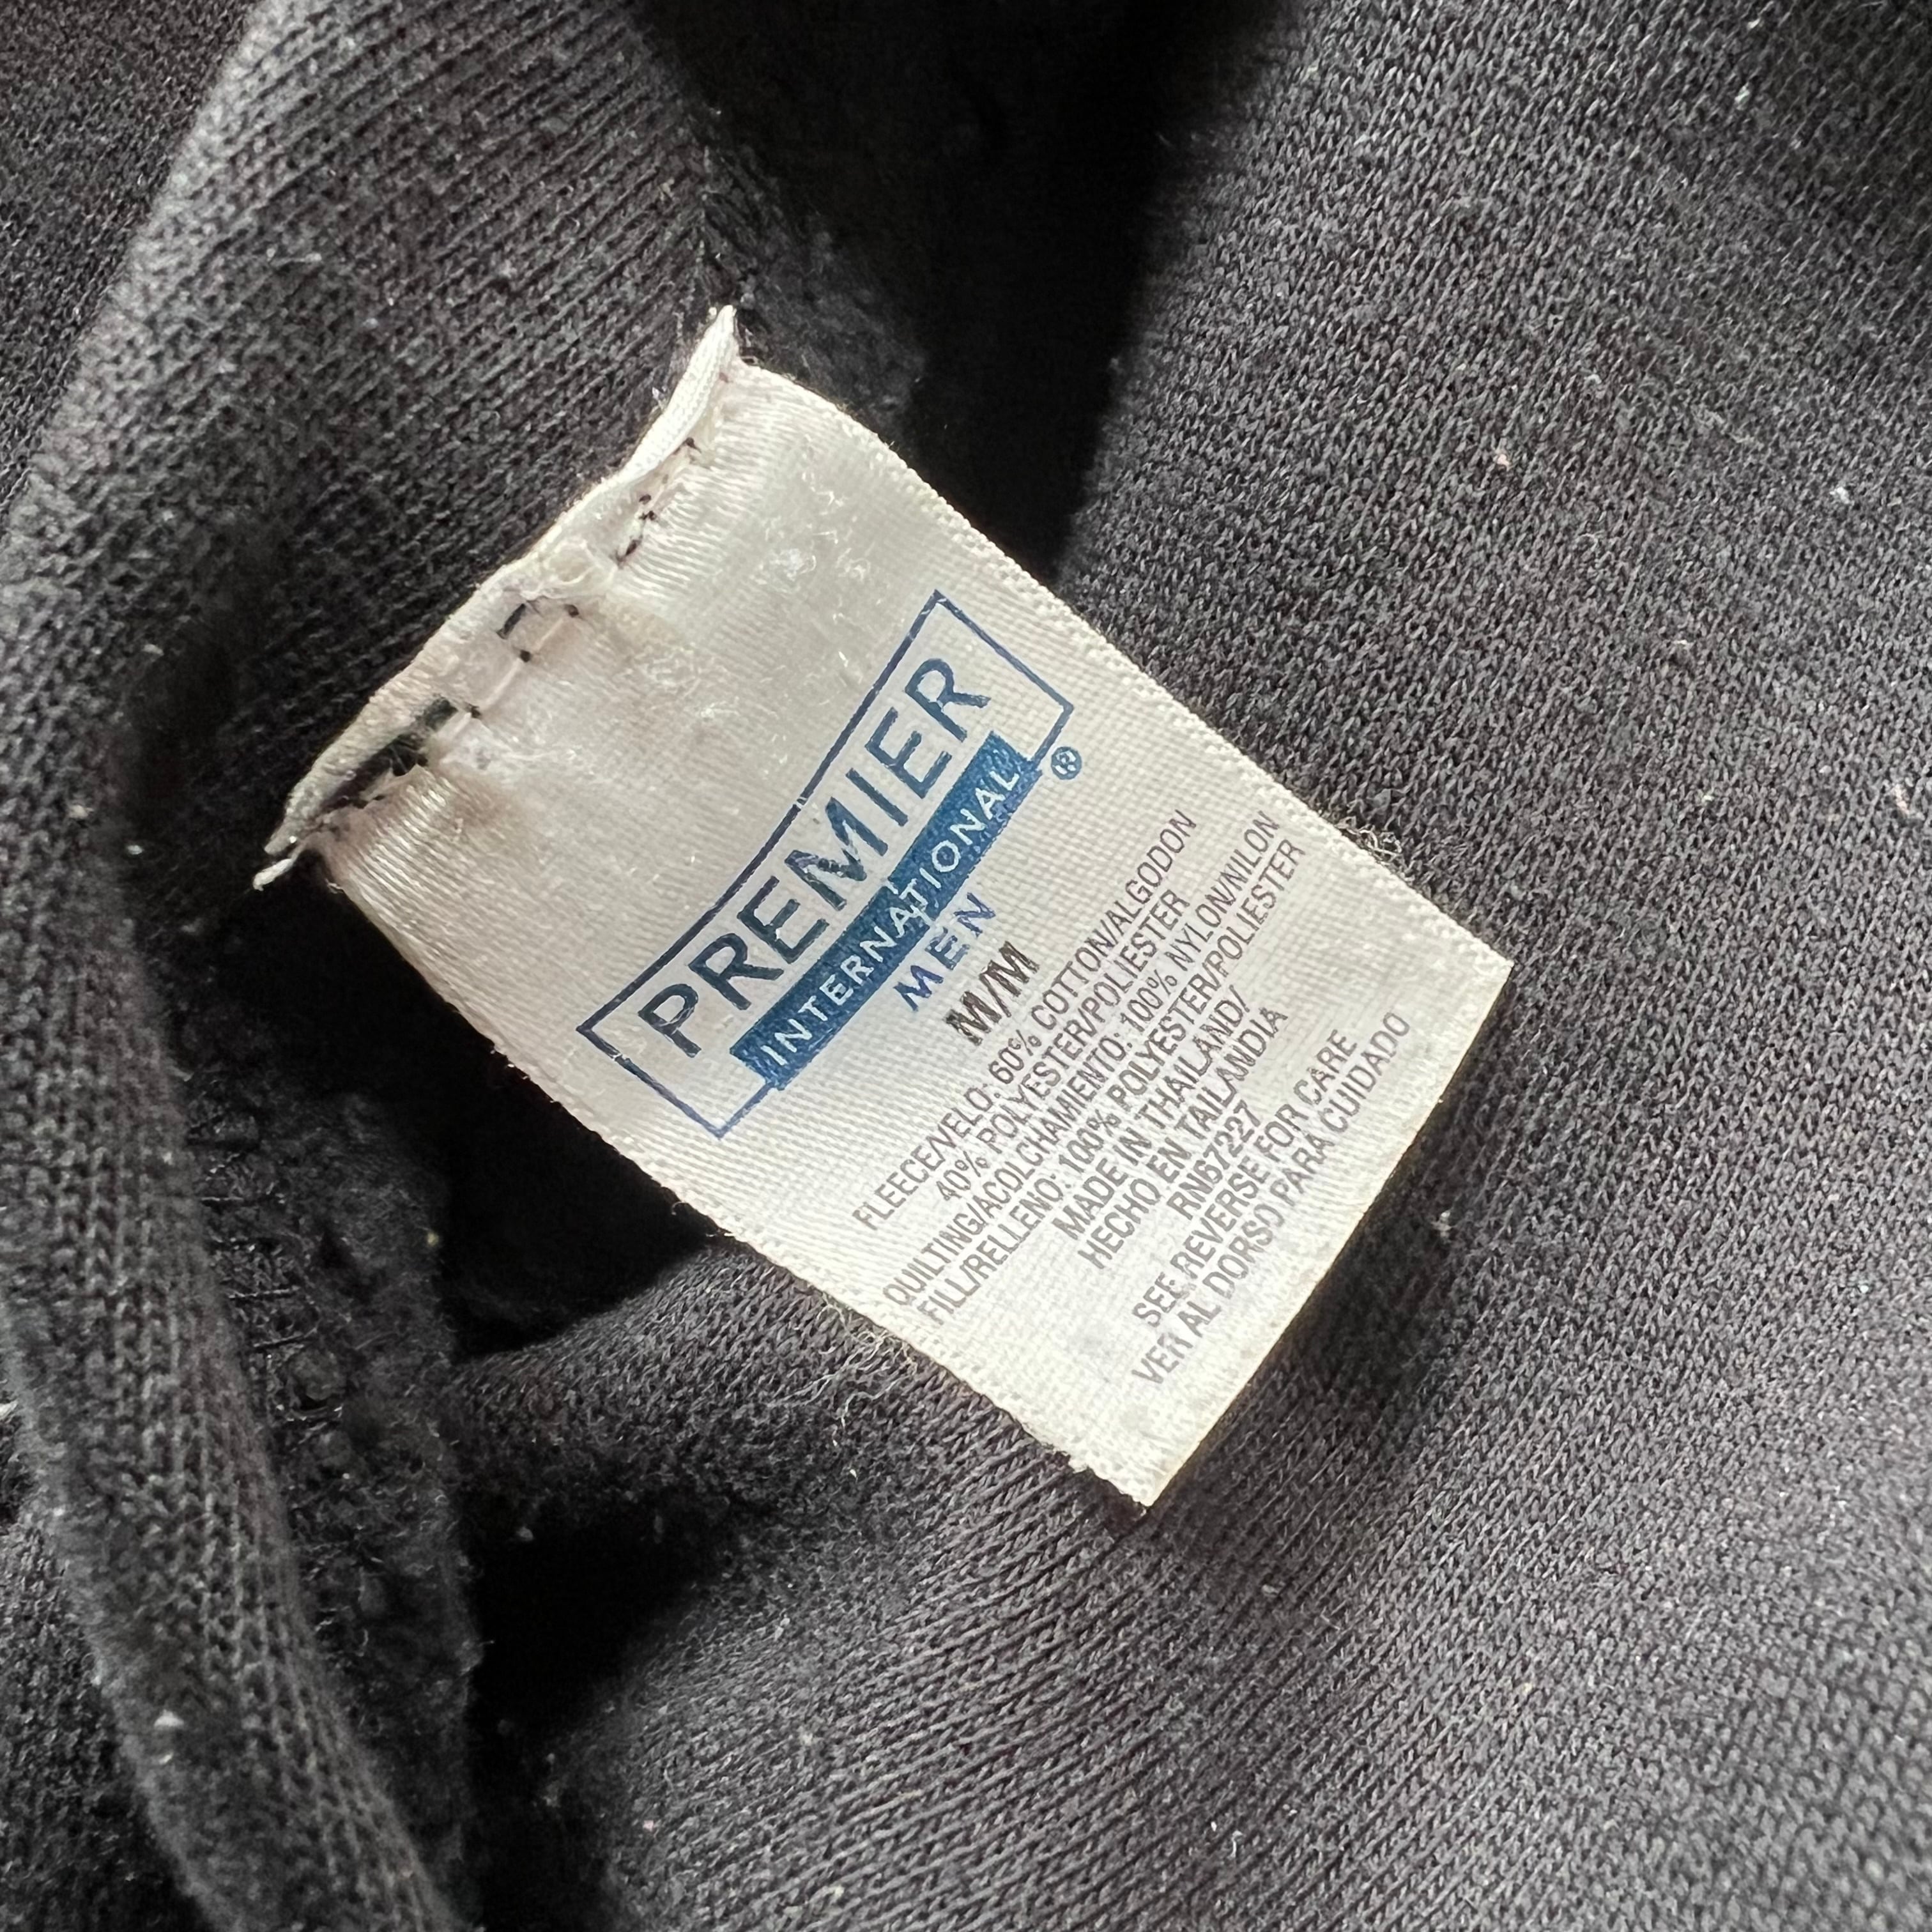 PREMIER
INTERNATIONAL®
MEN
M/M
FLEECE/VELO: 60% COTTON/ALGODON
40% POLYESTER/POLIESTER
QUILTING/ACOLCHAMIENTO: 100% NYLON/NILON
FILL/RELLENO: 100% POLYESTER/POLIESTER
MADE IN THAILAND/
HECHO EN TAILANDIA
RN67227
SEE REVERSE FOR CARE
VER AL DORSO PARA CUIDADO